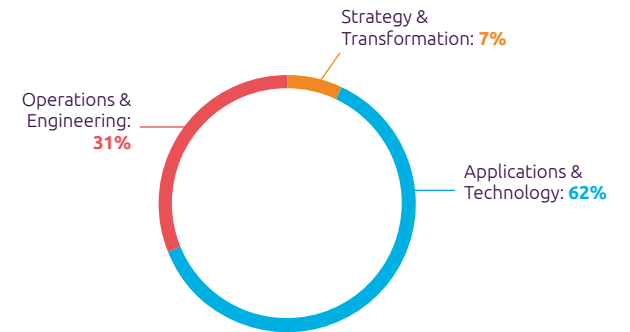 Strategy &
Transformation: 7%
Operations &
Engineering:
31%
Applications &
Technology: 62%